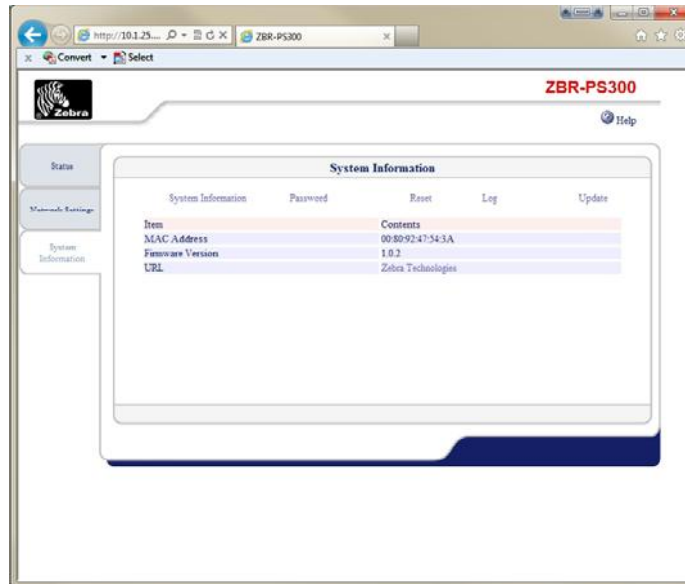 http://10.1.25....
ZBR-PS300
x Convert Select
Zebra
ZBR-PS300
Help
Status
Network Settings
System
Information
System Information
System Information Password Reset Log Update
Item Contents
MAC Address 00:80:92:47:54:3A
Firmware Version 1.0.2
URL Zebra Technologies